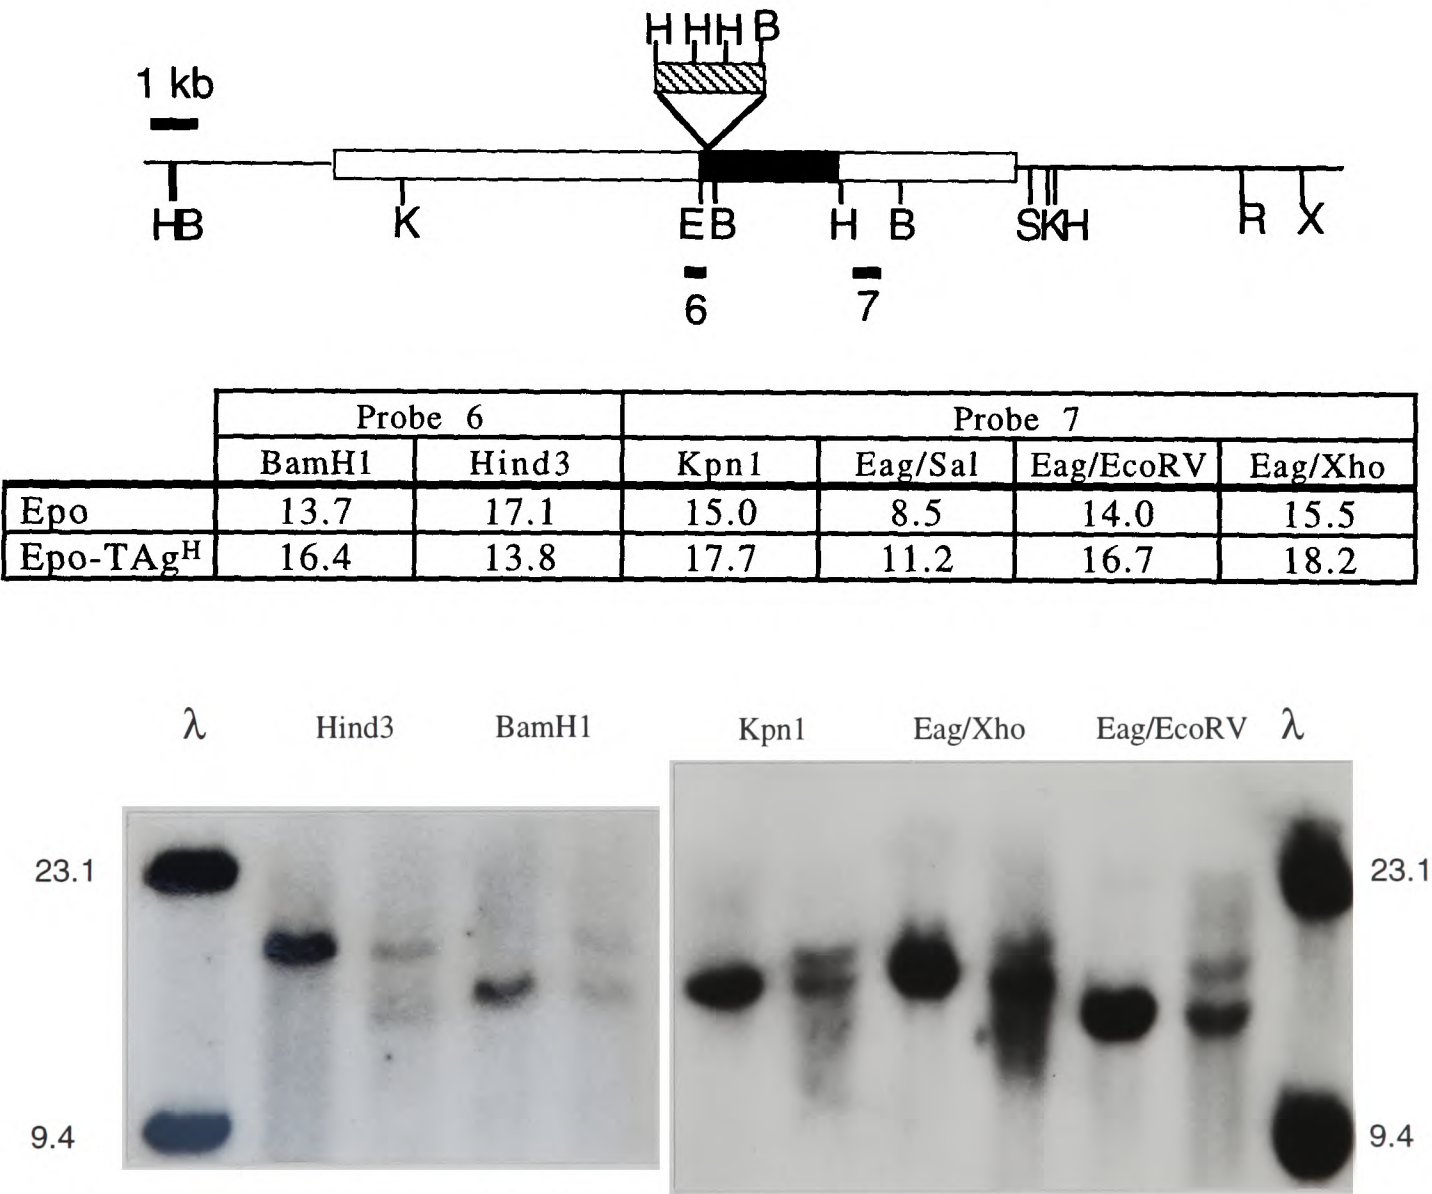 H H H B
1 kb
HB K E B H B S K H R X
6 7
Probe 6 Probe 7
BamH1 Hind3 Kpn1 Eag/Sal Eag/EcoRV Eag/Xho
Epo 13.7 17.1 15.0 8.5 14.0 15.5
Epo-TAgᴴ 16.4 13.8 17.7 11.2 16.7 18.2
λ Hind3 BamH1 Kpn1 Eag/Xho Eag/EcoRV λ
23.1 23.1
9.4 9.4